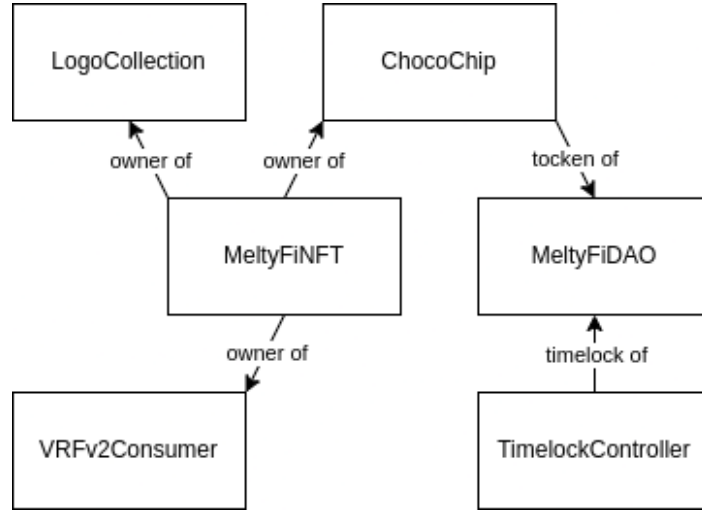 LogoCollection
ChocoChip
owner of
owner of
tocken of
MeltyFiNFT
MeltyFiDAO
owner of
timelock of
VRFv2Consumer
TimelockController